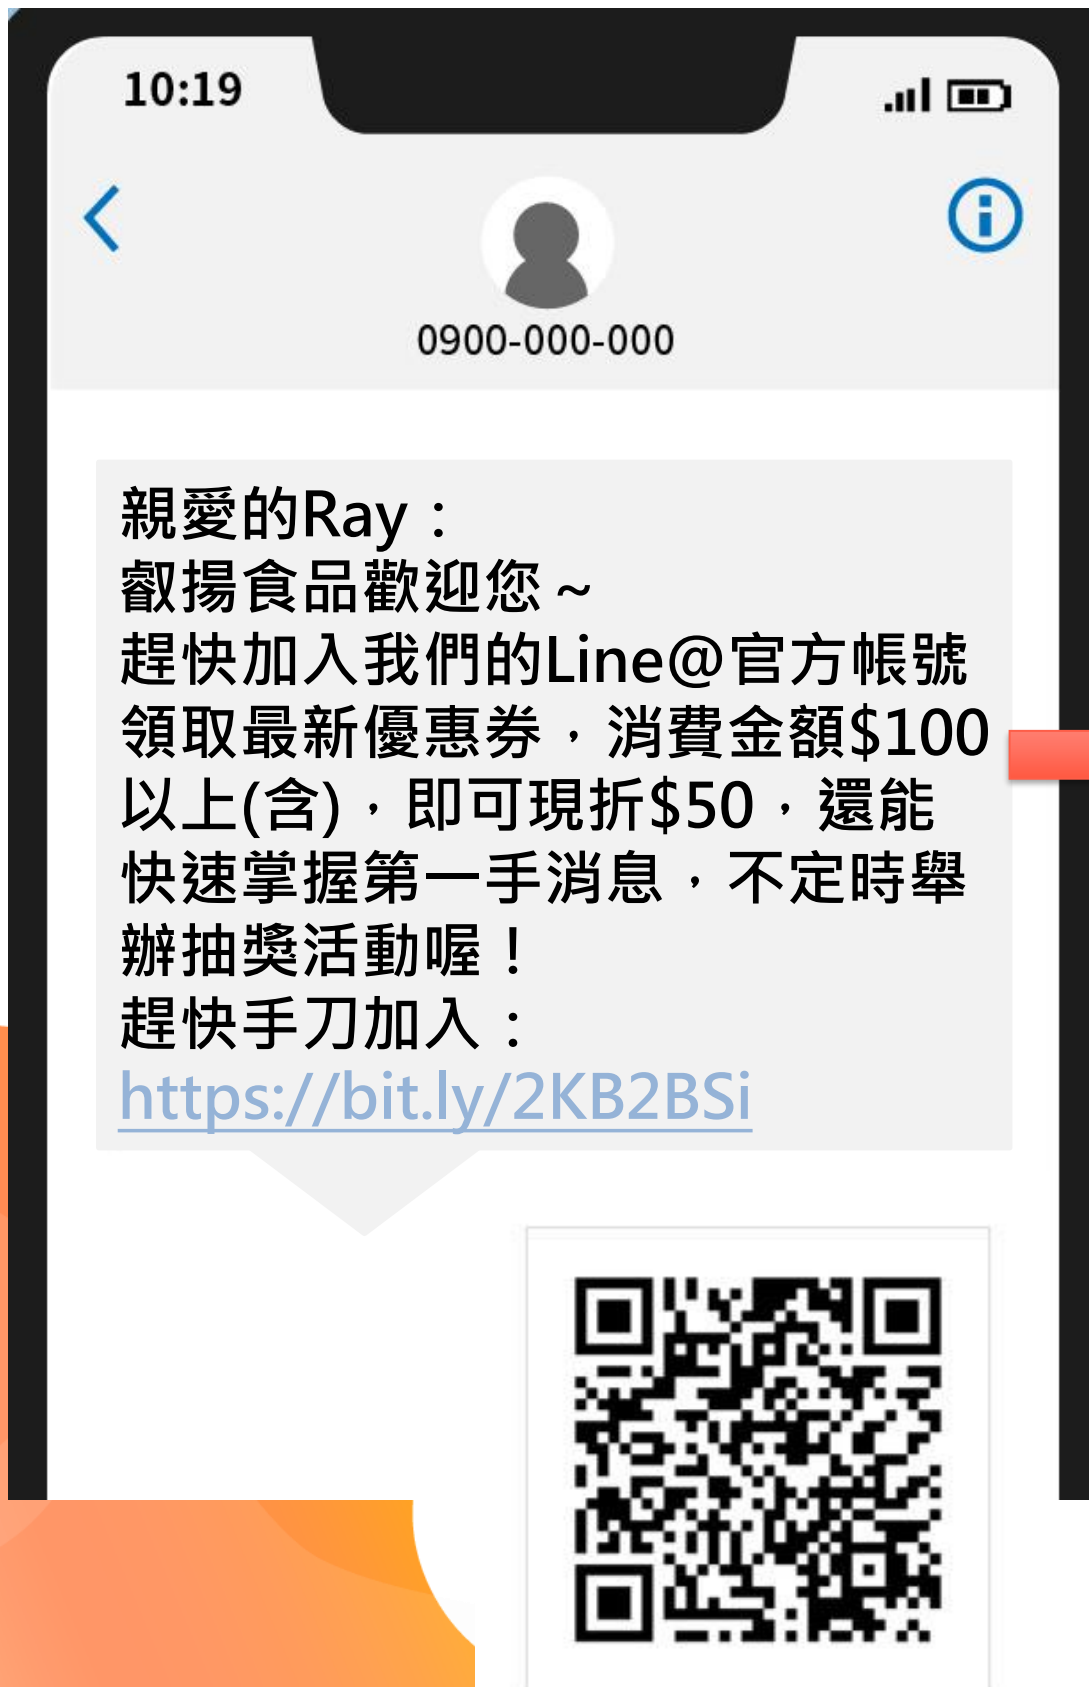 10:19
0900-000-000
親愛的Ray：
叡揚食品歡迎您～
趕快加入我們的Line@官方帳號
領取最新優惠券，消費金額$100
以上(含)，即可現折$50，還能
快速掌握第一手消息，不定時舉
辦抽獎活動喔！
趕快手刀加入：
https://bit.ly/2KB2BSi